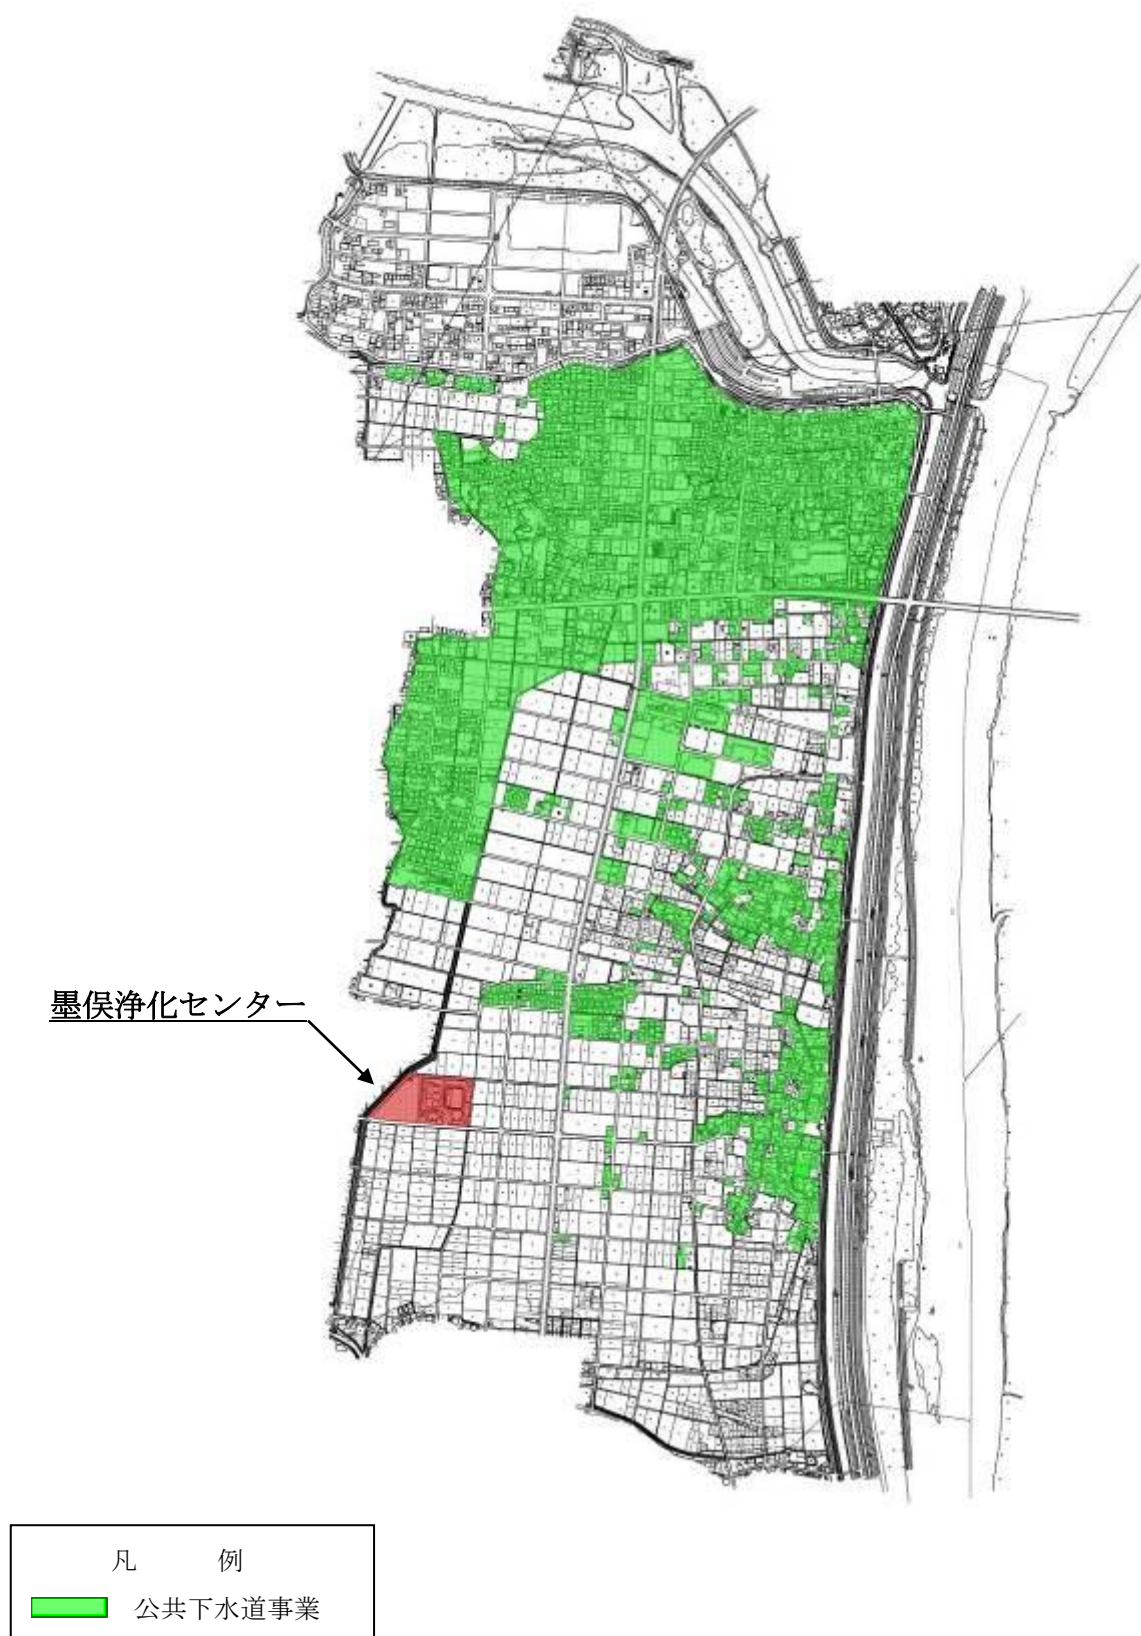 墨俣浄化センター
凡　例
公共下水道事業